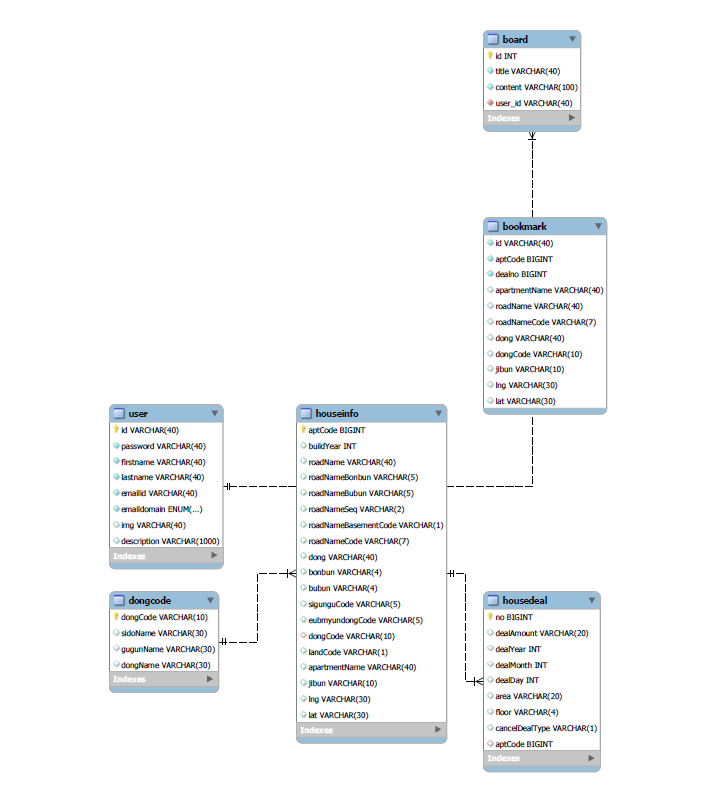 board
id INT
title VARCHAR(40)
content VARCHAR(100)
user_id VARCHAR(40)
Indexes
bookmark
id VARCHAR(40)
aptCode BIGINT
dealno BIGINT
apartmentName VARCHAR(40)
roadName VARCHAR(40)
roadNameCode VARCHAR(7)
dong VARCHAR(40)
dongCode VARCHAR(10)
jibun VARCHAR(10)
lng VARCHAR(30)
lat VARCHAR(30)
user
id VARCHAR(40)
password VARCHAR(40)
firstname VARCHAR(40)
lastname VARCHAR(40)
emailid VARCHAR(40)
emaildomain ENUM(...)
img VARCHAR(40)
description VARCHAR(1000)
Indexes
houseinfo
aptCode BIGINT
buildYear INT
roadName VARCHAR(40)
roadNameBonbun VARCHAR(5)
roadNameBubun VARCHAR(5)
roadNameSeq VARCHAR(2)
roadNameBasementCode VARCHAR(1)
roadNameCode VARCHAR(7)
dong VARCHAR(40)
bonbun VARCHAR(4)
bubun VARCHAR(4)
sigunguCode VARCHAR(5)
eubmyundongCode VARCHAR(5)
dongCode VARCHAR(10)
landCode VARCHAR(1)
apartmentName VARCHAR(40)
jibun VARCHAR(10)
lng VARCHAR(30)
lat VARCHAR(30)
Indexes
dongcode
dongCode VARCHAR(10)
sidoName VARCHAR(30)
gugunName VARCHAR(30)
dongName VARCHAR(30)
Indexes
housedeal
no BIGINT
dealAmount VARCHAR(20)
dealYear INT
dealMonth INT
dealDay INT
area VARCHAR(20)
floor VARCHAR(4)
cancelDealType VARCHAR(1)
aptCode BIGINT
Indexes